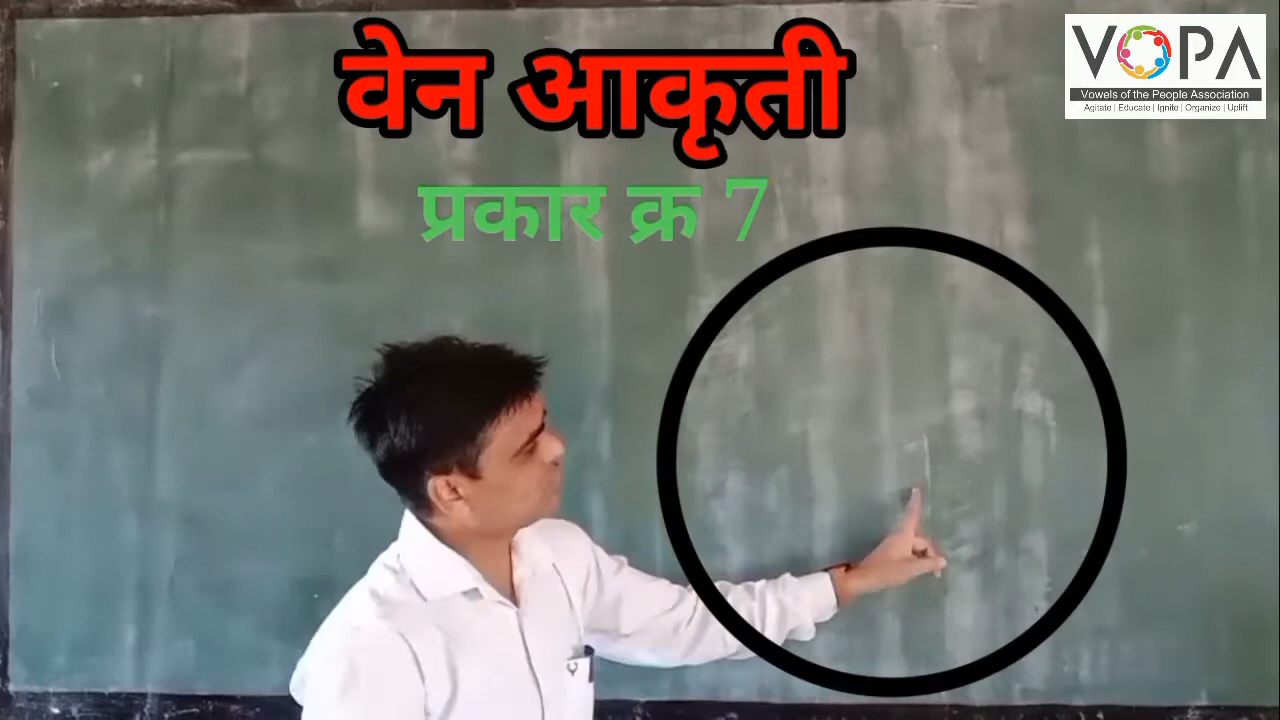 वेन आकृती
प्रकार क्र 7
VOPA
Vowels of the People Association
Agitate | Educate | Ignite | Organize | Uplift